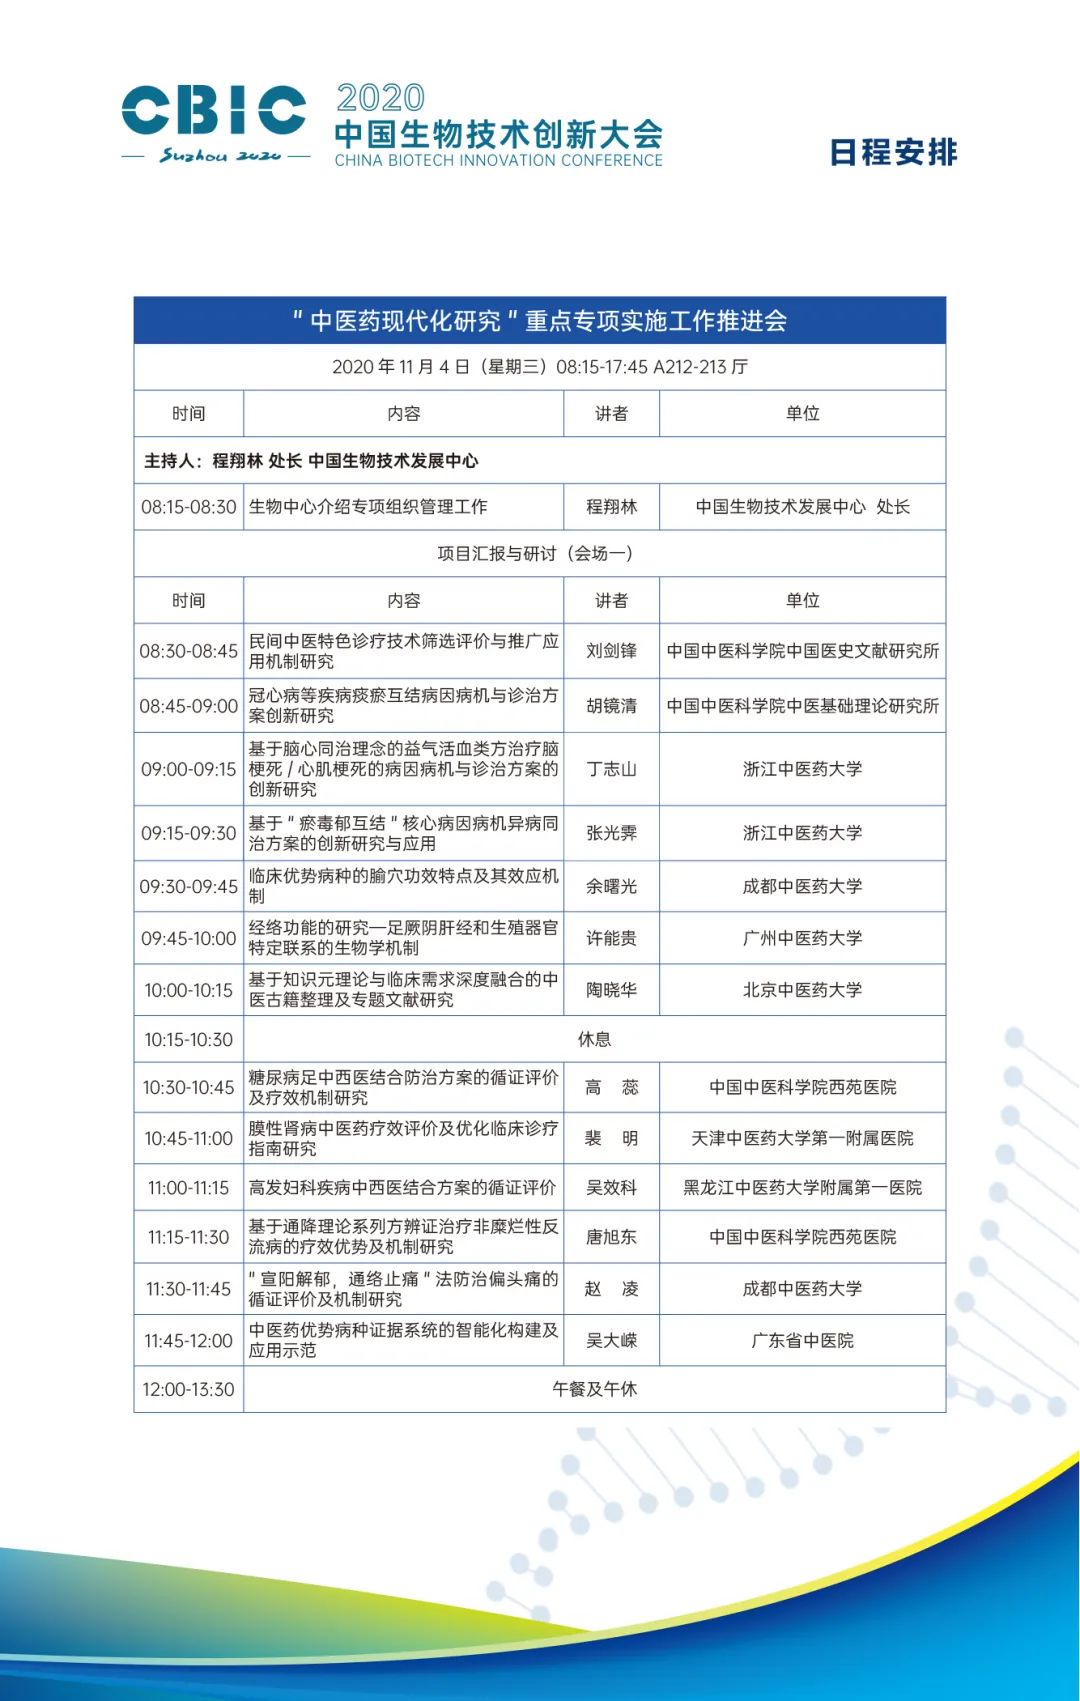 CBIC
Suzhou 2020
2020
中国生物技术创新大会
CHINA BIOTECH INNOVATION CONFERENCE
日程安排
"中医药现代化研究"重点专项实施工作推进会
2020 年 11 月 4 日（星期三）08:15-17:45 A212-213 厅
时间 内容 讲者 单位
主持人：程翔林 处长 中国生物技术发展中心
08:15-08:30 生物中心介绍专项组织管理工作 程翔林 中国生物技术发展中心 处长
项目汇报与研讨（会场一）
时间 内容 讲者 单位
08:30-08:45 民间中医特色诊疗技术筛选评价与推广应
用机制研究 刘剑锋 中国中医科学院中国医史文献研究所
08:45-09:00 冠心病等疾病痰瘀互结病因病机与诊治方
案创新研究 胡镜清 中国中医科学院中医基础理论研究所
09:00-09:15 基于脑心同治理念的益气活血类方治疗脑
梗死 / 心肌梗死的病因病机与诊治方案的
创新研究 丁志山 浙江中医药大学
09:15-09:30 基于 " 瘀毒郁互结 " 核心病因病机异病同
治方案的创新研究与应用 张光霁 浙江中医药大学
09:30-09:45 临床优势病种的腧穴功效特点及其效应机
制 余曙光 成都中医药大学
09:45-10:00 经络功能的研究—足厥阴肝经和生殖器官
特定联系的生物学机制 许能贵 广州中医药大学
10:00-10:15 基于知识元理论与临床需求深度融合的中
医古籍整理及专题文献研究 陶晓华 北京中医药大学
10:15-10:30 休息
10:30-10:45 糖尿病足中西医结合防治方案的循证评价
及疗效机制研究 高 蕊 中国中医科学院西苑医院
10:45-11:00 膜性肾病中医药疗效评价及优化临床诊疗
指南研究 裴 明 天津中医药大学第一附属医院
11:00-11:15 高发妇科疾病中西医结合方案的循证评价 吴效科 黑龙江中医药大学附属第一医院
11:15-11:30 基于通降理论系列方辨证治疗非糜烂性反
流病的疗效优势及机制研究 唐旭东 中国中医科学院西苑医院
11:30-11:45 " 宣阳解郁，通络止痛 " 法防治偏头痛的
循证评价及机制研究 赵 凌 成都中医药大学
11:45-12:00 中医药优势病种证据系统的智能化构建及
应用示范 吴大嵘 广东省中医院
12:00-13:30 午餐及午休